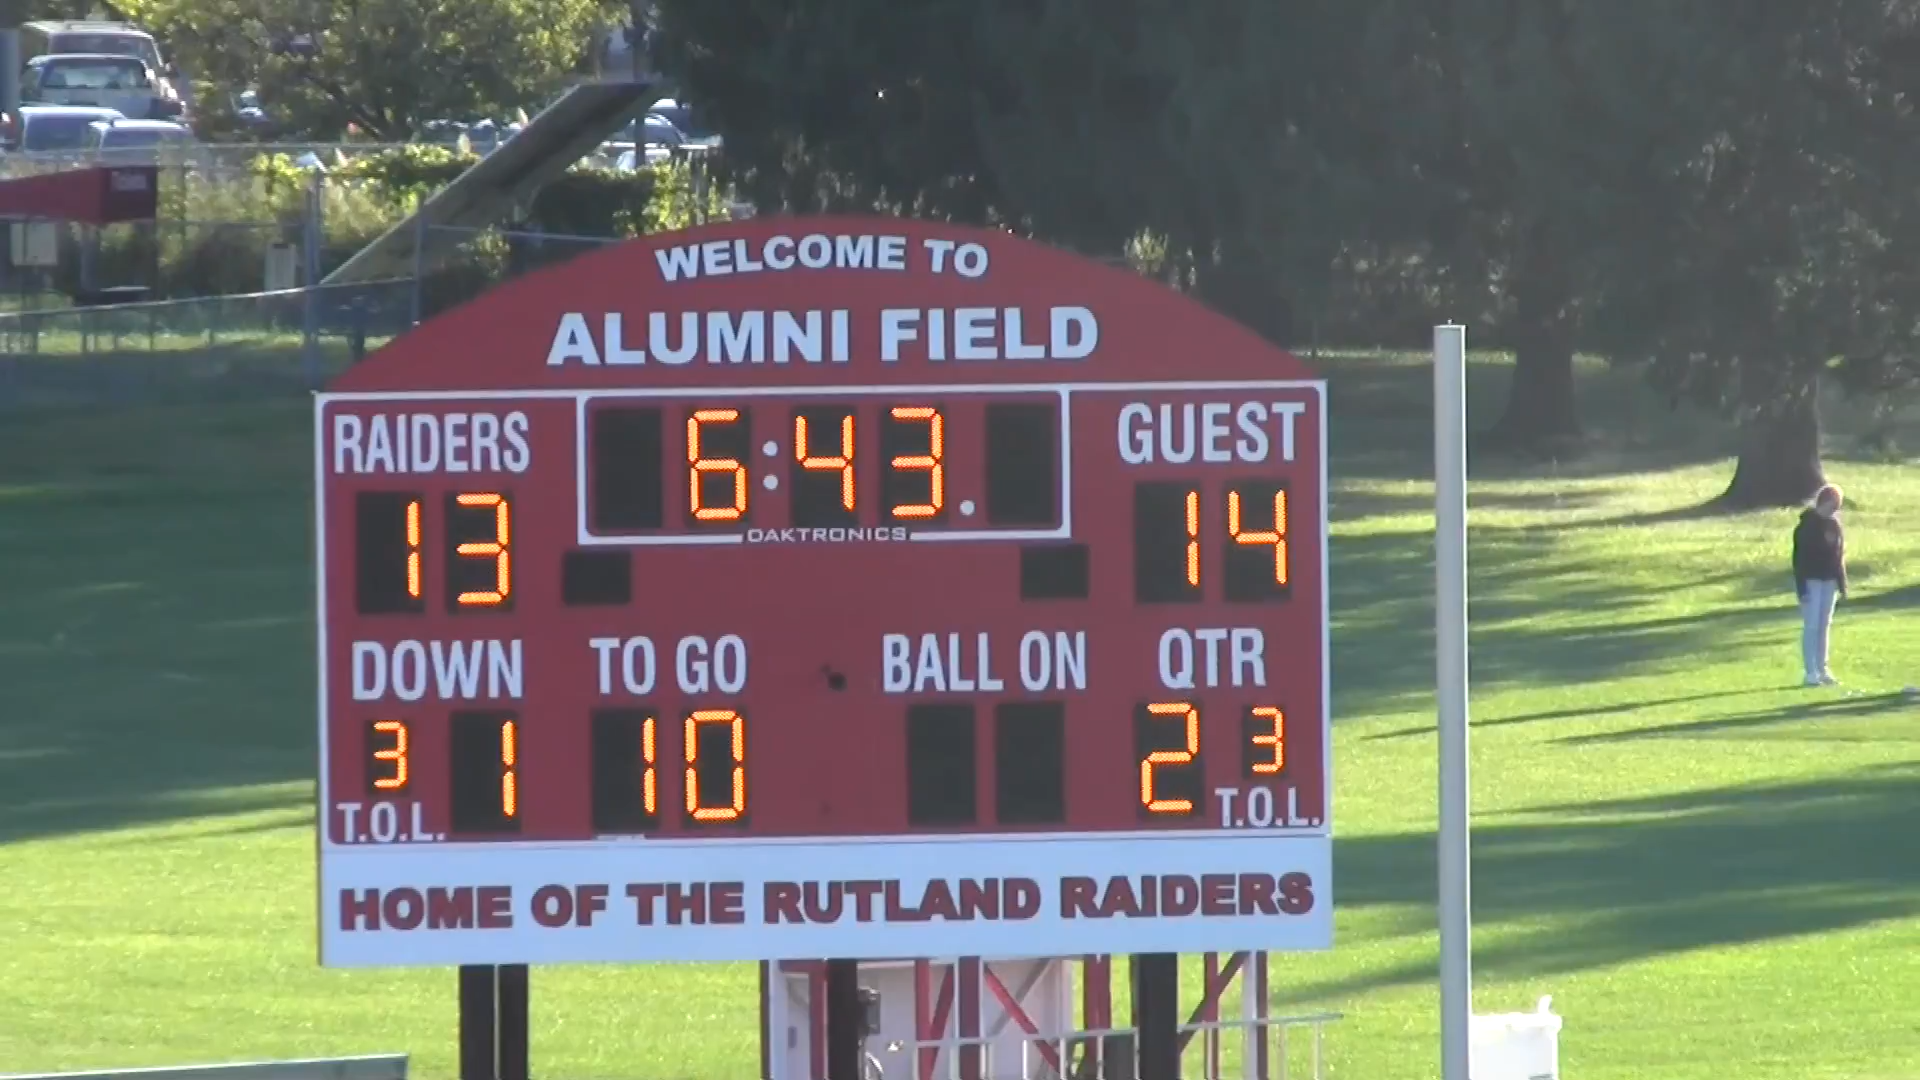 WELCOME TO
ALUMNI FIELD
RAIDERS 6:43. GUEST
13 14
OAKTRONICS
DOWN TO GO BALL ON QTR
3 1 10 2 3
T.O.L. T.O.L.
HOME OF THE RUTLAND RAIDERS